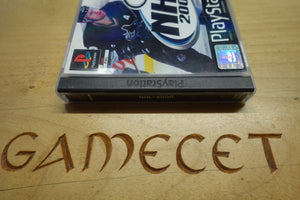 NHL
200
PlayStation
PlayStation
GAMECET